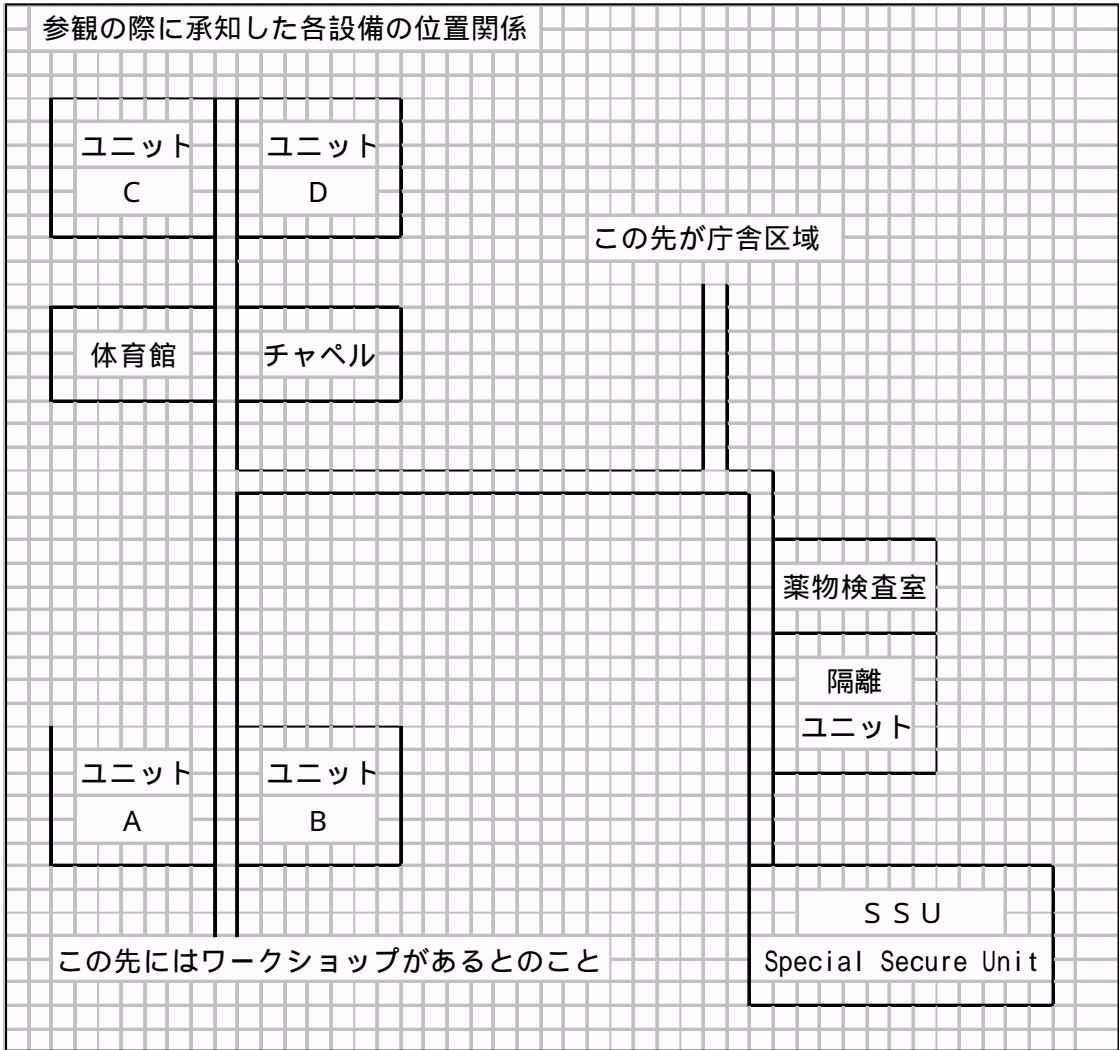 参観の際に承知した各設備の位置関係
ユニット
C
ユニット
D
この先が庁舎区域
体育館
チャペル
薬物検査室
隔離
ユニット
ユニット
A
ユニット
B
ＳＳＵ
Special Secure Unit
この先にはワークショップがあるとのこと